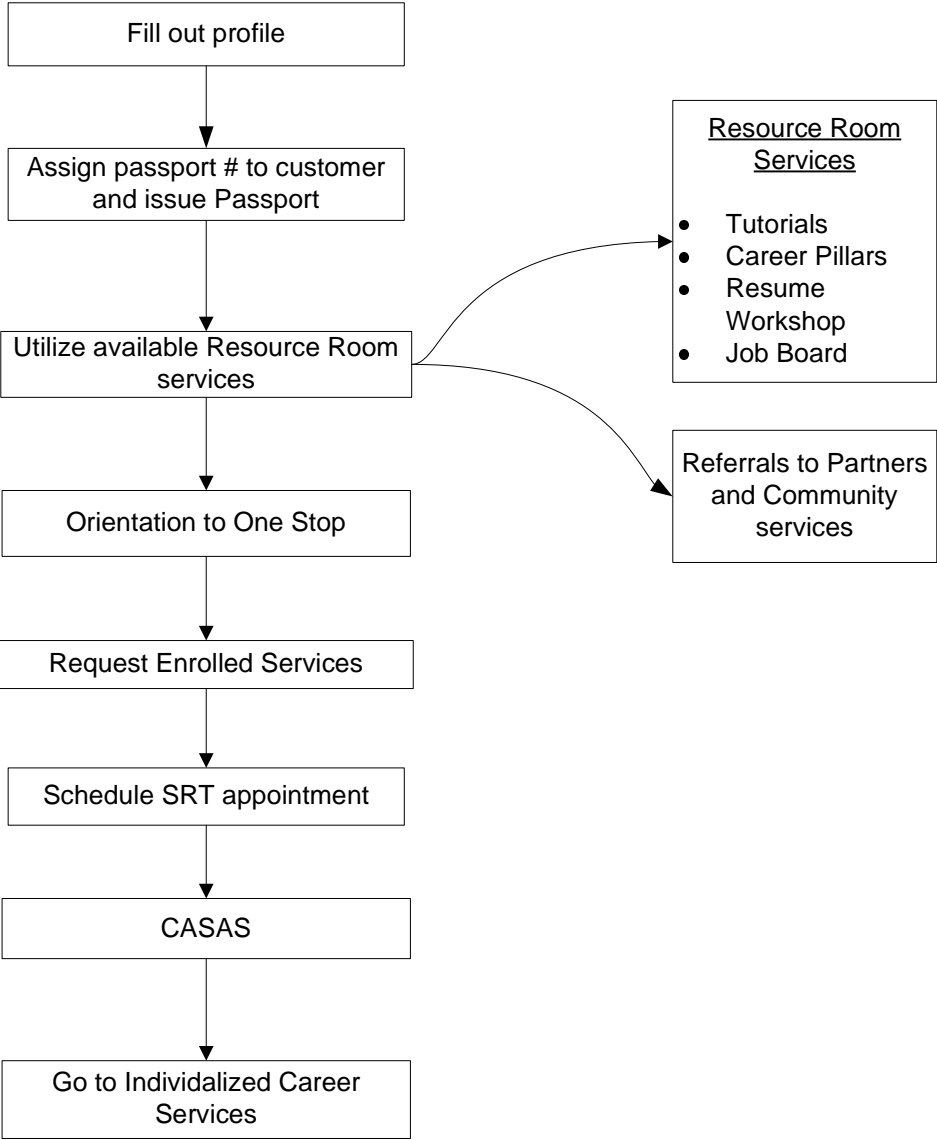 Fill out profile
Assign passport # to customer
and issue Passport
Utilize available Resource Room
services
Resource Room
Services
• Tutorials
• Career Pillars
• Resume
Workshop
• Job Board
Referrals to Partners
and Community
services
Orientation to One Stop
Request Enrolled Services
Schedule SRT appointment
CASAS
Go to Individalized Career
Services